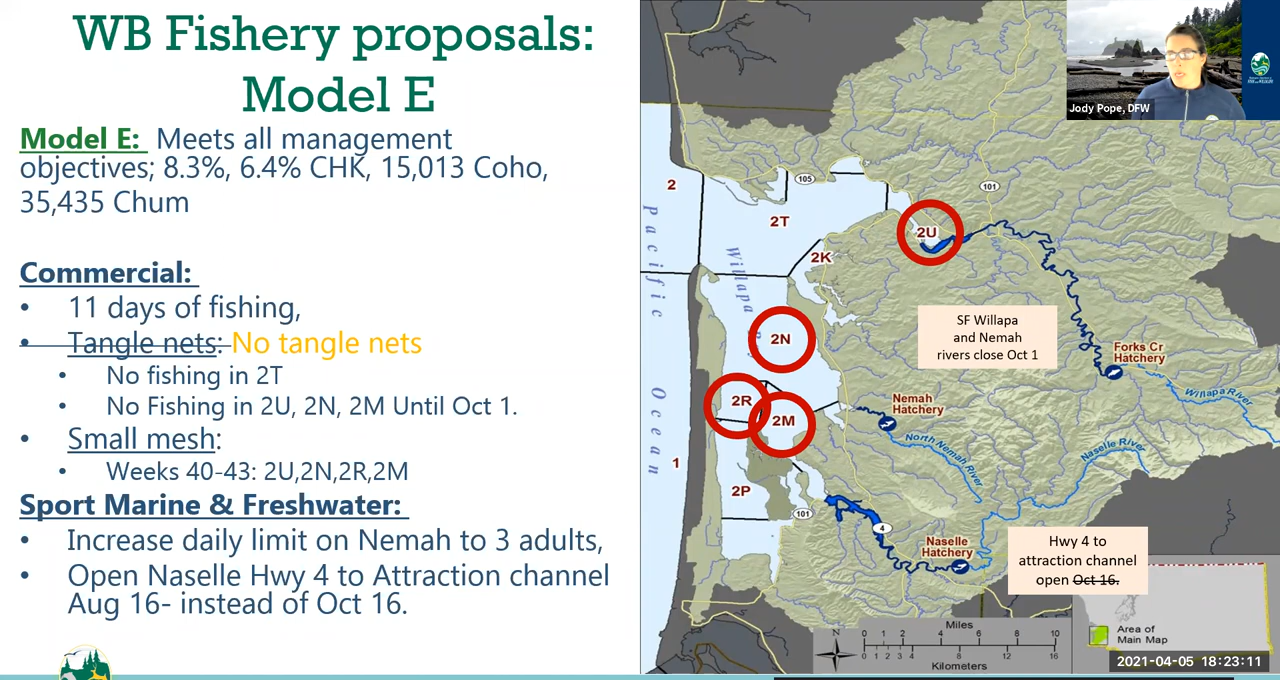 WB Fishery proposals:
Model E
Model E: Meets all management
objectives; 8.3%, 6.4% CHK, 15,013 Coho,
35,435 Chum
Commercial:
• 11 days of fishing,
• Tangle nets: No tangle nets
• No fishing in 2T
• No Fishing in 2U, 2N, 2M Until Oct 1.
• Small mesh:
• Weeks 40-43: 2U,2N,2R,2M
Sport Marine & Freshwater:
• Increase daily limit on Nemah to 3 adults,
• Open Naselle Hwy 4 to Attraction channel
Aug 16- instead of Oct 16.
Jody Pope, DFW
2
105
101
2T
2U
2K
Pacific Ocean
Willapa
2N
SF Willapa
and Nemah
rivers close Oct 1
Forks Cr
Hatchery
Willapa River
2R
2M
Nemah
Hatchery
North Nemah River
Naselle River
1
2P
101
4
Naselle
Hatchery
Hwy 4 to
attraction channel
open Oct 16.
Miles
N
0 1 2 4 6 8 10
0 1 2 3 4 8 12 16
Kilometers
Area of
Main Map
2021-04-05 18:23:11